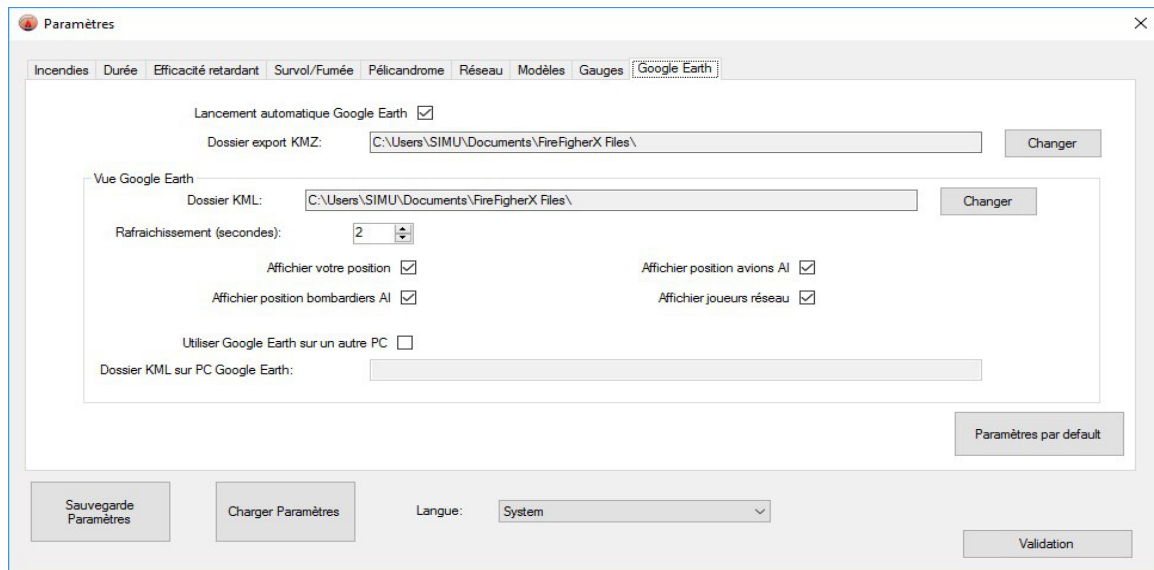 Paramètres
Incendies Durée Efficacité retardant Survol/Fumée Pélicandrome Réseau Modèles Gauges Google Earth
Lancement automatique Google Earth
Dossier export KMZ: C:\Users\SIMU\Documents\FireFigherX Files\ Changer
Vue Google Earth
Dossier KML: C:\Users\SIMU\Documents\FireFigherX Files\ Changer
Rafraichissement (secondes): 2
Affichier votre position Affichier position avions AI
Affichier position bombardiers AI Affichier joueurs réseau
Utiliser Google Earth sur un autre PC
Dossier KML sur PC Google Earth:
Paramètres par default
Sauvegarde
Paramètres
Charger Paramètres
Langue: System
Validation